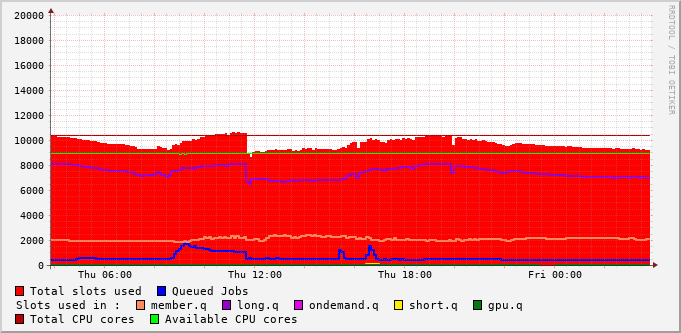 RRDTOOL / TOBI OETIKER
20000
18000
16000
14000
12000
10000
8000
6000
4000
2000
0
Thu 06:00 Thu 12:00 Thu 18:00 Fri 00:00
Total slots used Queued Jobs
Slots used in : member.q long.q ondemand.q short.q gpu.q
Total CPU cores Available CPU cores